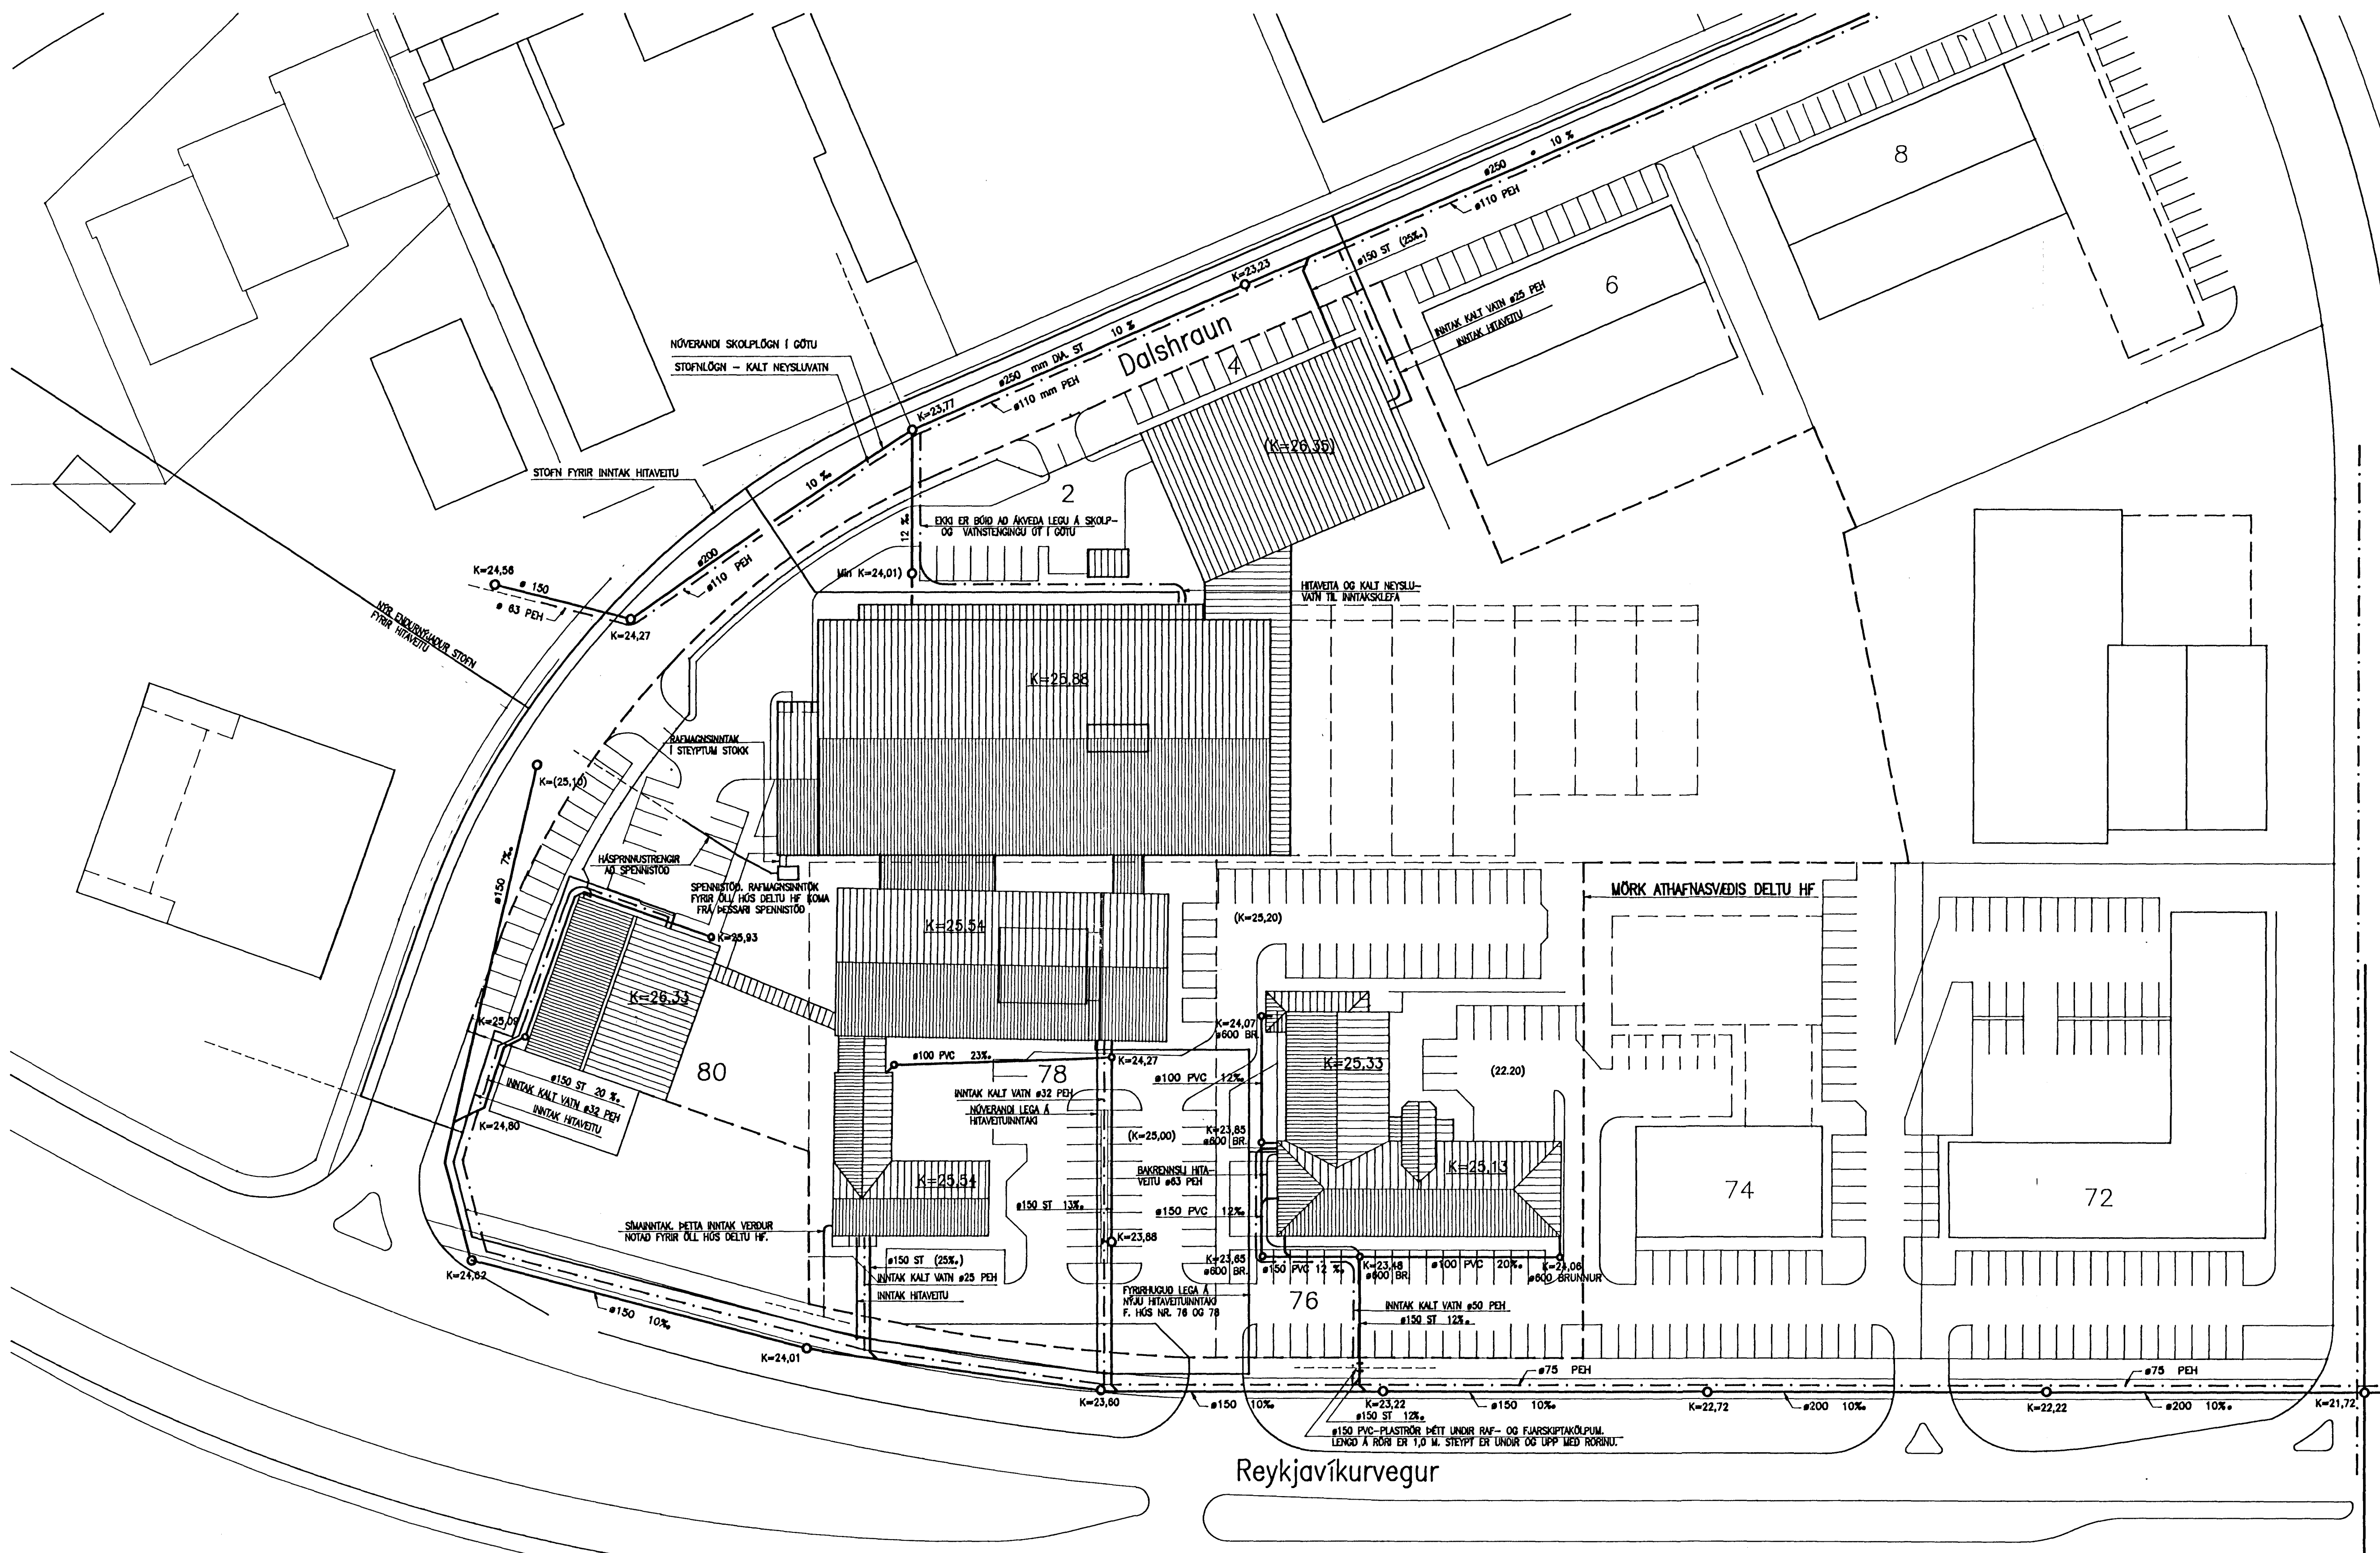 8
ø250 • 10 ‰
ø110 PEH
ø150 ST (25‰)
K=23,23
6
INNTAK KALT VATN ø25 PEH
INNTAK HITAVEITU
NÚVERANDI SKOLPLÖGN Í GÖTU
STOFNLÖGN - KALT NEYSLUVATN
10 ‰
Dalshraun
ø250 mm DIA. ST
ø110 mm PEH
4
K=23,77
(K=26,35)
STOFN FYRIR INNTAK HITAVEITU
10 ‰
2
12 ‰
EKKI ER BÚIÐ AÐ ÁKVEÐA LEGU Á SKOLP-
OG VATNSTENGINGU ÚT Í GÖTU
ø200
ø110 PEH
K=24,56
ø 150
ø 63 PEH
K=24,27
Min K=24,01)
HITAVEITA OG KALT NEYSLU-
VATN TIL INNTAKSKLEFA
NÝR ENDURNÝJAÐUR STOFN
FYRIR HITAVEITU
K=25,88
RAFMAGNSINNTAK
Í STEYPTUM STOKK
K=(25,10)
ø150 7‰
HÁSPRNNUSTRENGIR
AÐ SPENNISTÖÐ
SPENNISTÖÐ. RAFMAGNSINNTÖK
FYRIR ÖLL HÚS DELTU HF KOMA
FRÁ ÞESSARI SPENNISTÖÐ
MÖRK ATHAFNASVÆÐIS DELTU HF
K=25,54
(K=25,20)
K=25,93
K=26,33
K=25,09
K=24,07
ø600 BR.
ø100 PVC 23‰
K=24,27
K=25,33
80
78
(22.20)
ø150 ST 20 ‰
INNTAK KALT VATN ø32 PEH
INNTAK HITAVEITU
ø100 PVC 12‰
INNTAK KALT VATN ø32 PEH
NÚVERANDI LEGA Á
HITAVEITUINNTAKI
K=24,80
(K=25,00)
K=23,85
ø600 BR.
BAKRENNSLI HITA-
VEITU ø63 PEH
K=25,54
K=25,13
74
72
ø150 ST 13‰
ø150 PVC 12‰
SÍMAINNTAK. ÞETTA INNTAK VERÐUR
NOTAÐ FYRIR ÖLL HÚS DELTU HF.
K=23,88
ø150 ST (25‰)
INNTAK KALT VATN ø25 PEH
INNTAK HITAVEITU
K=24,62
K=23,65
ø600 BR.
ø150 PVC 12 ‰
K=23,48
ø600 BR.
ø100 PVC 20‰
K=24,06
ø600 BRUNNUR
FYRIRHUGUÐ LEGA Á
NÝJU HITAVEITUINNTAKI
F. HÚS NR. 76 OG 78
76
INNTAK KALT VATN ø50 PEH
ø150 ST 12‰
ø150 10‰
K=24,01
ø75 PEH
ø75 PEH
K=23,60
ø150 10‰
K=23,22
ø150 10‰
K=22,72
ø200 10‰
K=22,22
ø200 10‰
K=21,72
ø150 ST 12‰
ø150 PVC-PLASTRÖR ÞÉTT UNDIR RAF- OG FJARSKIPTAKÖLPUM.
LENGD Á RÖRI ER 1,0 M. STEYPT ER UNDIR OG UPP MEÐ RÖRINU.
Reykjavíkurvegur